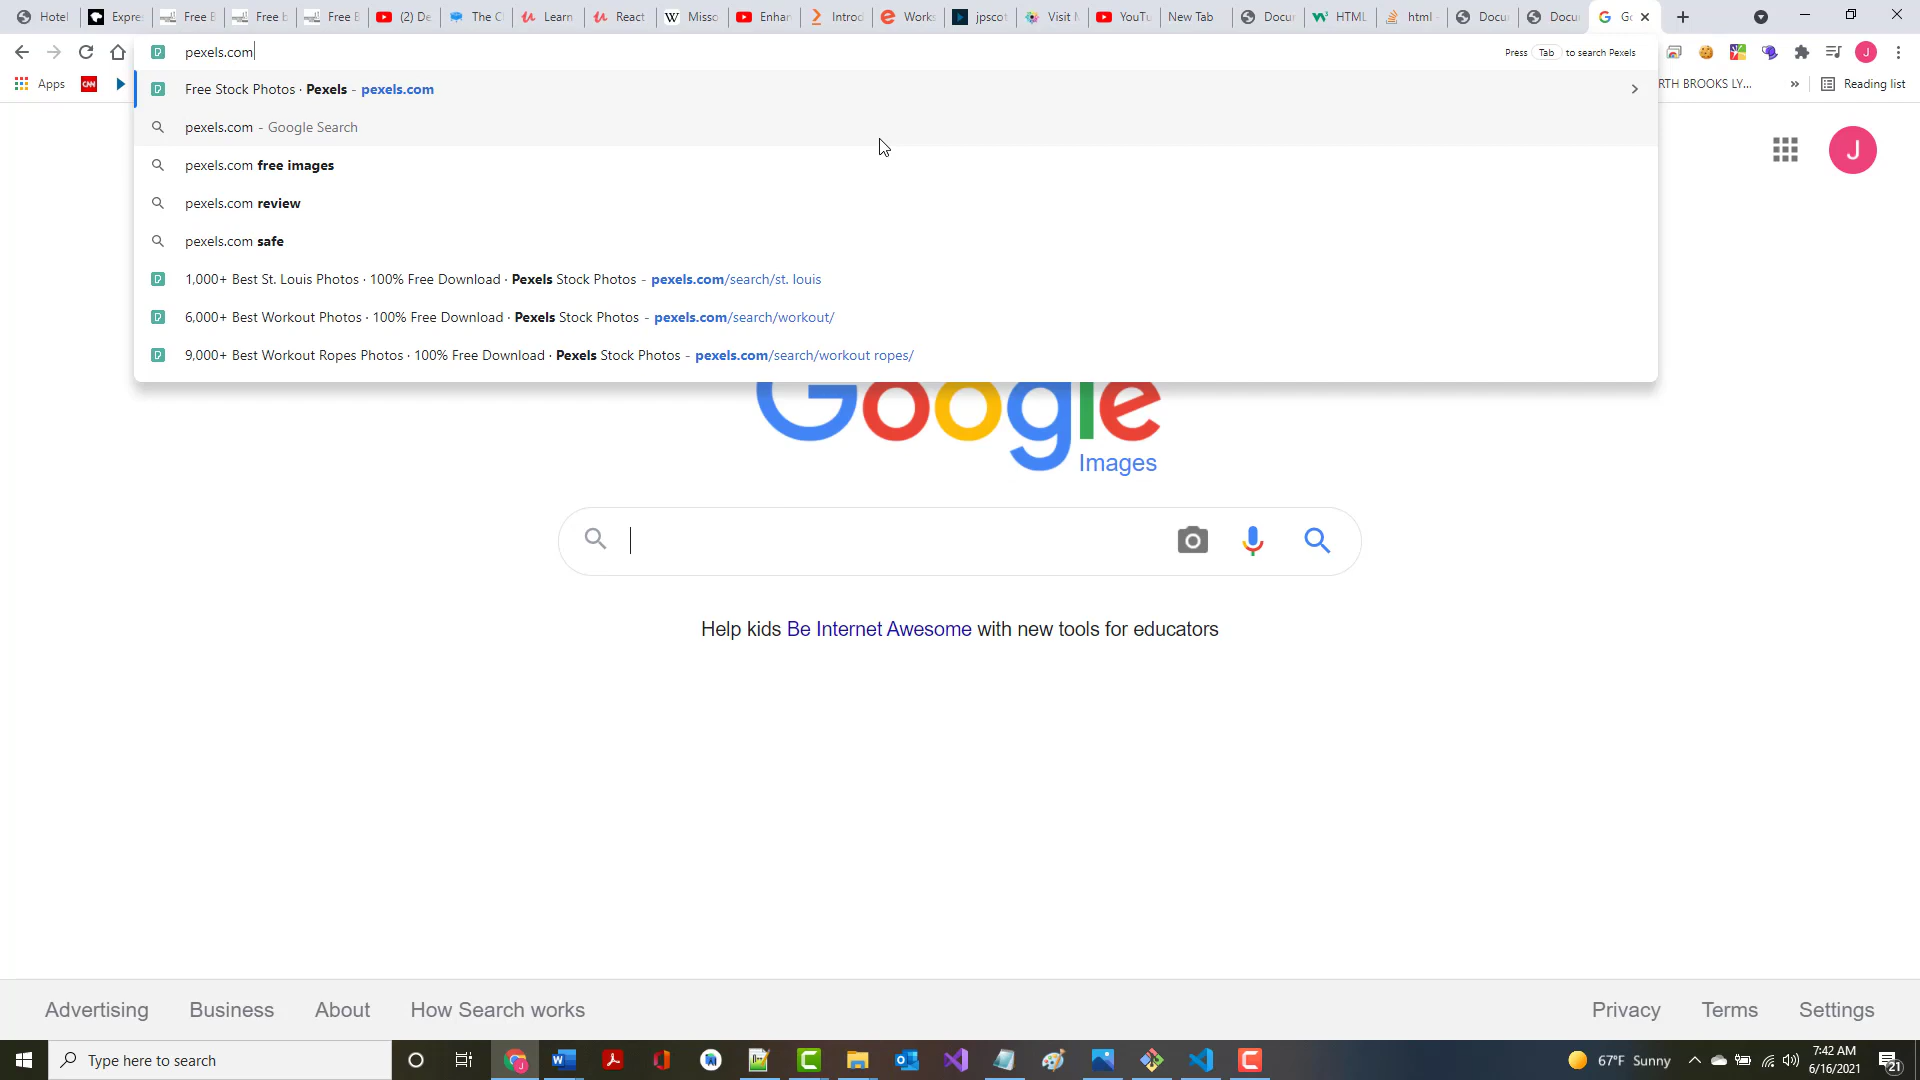 Hotel
Expre
Free B
Free b
Free B
(2) De
The C
Learn
React
Misso
Enhan
Introd
Works
jpscot
Visit
YouTu
New Tab
Docu
HTML
html
Docu
Docu
pexels.com
Press Tab to search Pexels
Apps
CNN
RTH BROOKS LY...
»
Reading list
Free Stock Photos · Pexels - pexels.com
pexels.com - Google Search
pexels.com free images
pexels.com review
pexels.com safe
1,000+ Best St. Louis Photos · 100% Free Download · Pexels Stock Photos - pexels.com/search/st. louis
6,000+ Best Workout Photos · 100% Free Download · Pexels Stock Photos - pexels.com/search/workout/
9,000+ Best Workout Ropes Photos · 100% Free Download · Pexels Stock Photos - pexels.com/search/workout ropes/
J
J
Google
Images
Help kids Be Internet Awesome with new tools for educators
Advertising Business About How Search works
Privacy Terms Settings
Type here to search
67°F Sunny
7:42 AM
6/16/2021
21